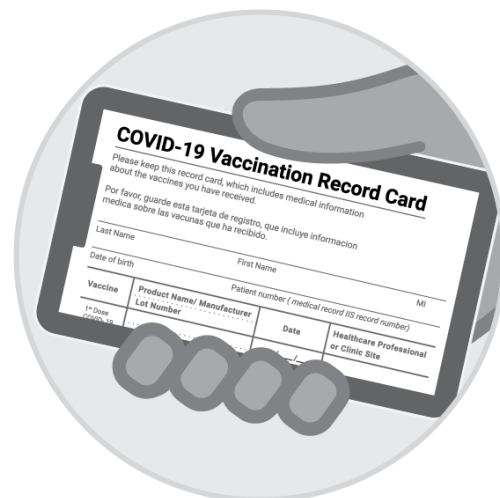 COVID-19 Vaccination Record Card
Please keep this record card, which includes medical information
about the vaccines you have received.
Por favor, guarde esta tarjeta de registro, que incluye informacion
medica sobre las vacunas que ha recibido.
Last Name First Name MI
Date of birth Patient number ( medical record IIS record number)
Vaccine Product Name/ Manufacturer Date Healthcare Professional
Lot Number or Clinic Site
1st Dose
COVID-19